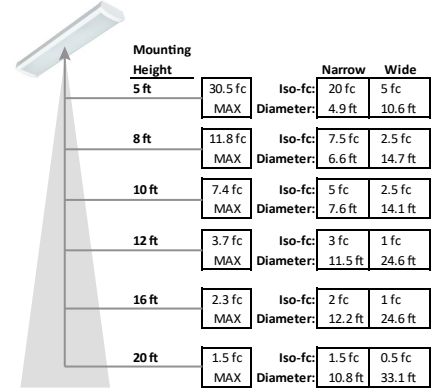 Mounting
Height Narrow Wide
5 ft 30.5 fc Iso-fc: 20 fc 5 fc
MAX Diameter: 4.9 ft 10.6 ft
8 ft 11.8 fc Iso-fc: 7.5 fc 2.5 fc
MAX Diameter: 6.6 ft 14.7 ft
10 ft 7.4 fc Iso-fc: 5 fc 2.5 fc
MAX Diameter: 7.6 ft 14.1 ft
12 ft 3.7 fc Iso-fc: 3 fc 1 fc
MAX Diameter: 11.5 ft 24.6 ft
16 ft 2.3 fc Iso-fc: 2 fc 1 fc
MAX Diameter: 12.2 ft 24.6 ft
20 ft 1.5 fc Iso-fc: 1.5 fc 0.5 fc
MAX Diameter: 10.8 ft 33.1 ft